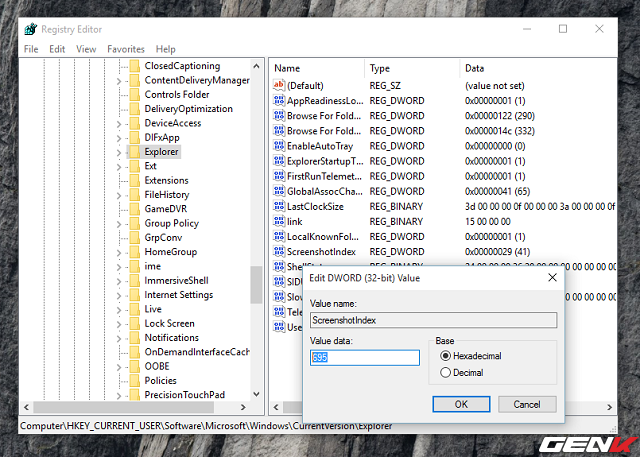 Registry Editor
File Edit View Favorites Help
ClosedCaptioning
ContentDeliveryManager
Controls Folder
DeliveryOptimization
DeviceAccess
DIFxApp
Explorer
Ext
Extensions
FileHistory
GameDVR
Group Policy
GrpConv
HomeGroup
ime
ImmersiveShell
Internet Settings
Live
Lock Screen
Notifications
OnDemandInterfaceCach
OOBE
Policies
PrecisionTouchPad
Name Type Data
(Default) REG_SZ (value not set)
AppReadinessLo... REG_DWORD 0x00000001 (1)
Browse For Fold... REG_DWORD 0x00000122 (290)
Browse For Fold... REG_DWORD 0x0000014c (332)
EnableAutoTray REG_DWORD 0x00000000 (0)
ExplorerStartupT... REG_DWORD 0x00000001 (1)
FirstRunTelemet... REG_DWORD 0x00000001 (1)
GlobalAssocCha... REG_DWORD 0x00000041 (65)
LastClockSize REG_BINARY 3d 00 00 00 0f 00 00 00 3a 00 00 00 0f
link REG_BINARY 15 00 00 00
LocalKnownFol... REG_DWORD 0x00000001 (1)
ScreenshotIndex REG_DWORD 0x00000029 (41)
SIDU
Slow
Tele
Use
Edit DWORD (32-bit) Value
Value name:
ScreenshotIndex
Value data:
695
Base
Hexadecimal
Decimal
OK Cancel
Computer\HKEY_CURRENT_USER\Software\Microsoft\Windows\CurrentVersion\Explorer
GENK